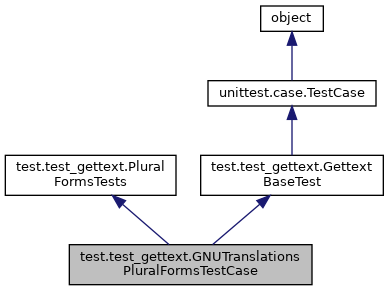 object
unittest.case.TestCase
test.test_gettext.Plural
FormsTests
test.test_gettext.Gettext
BaseTest
test.test_gettext.GNUTranslations
PluralFormsTestCase